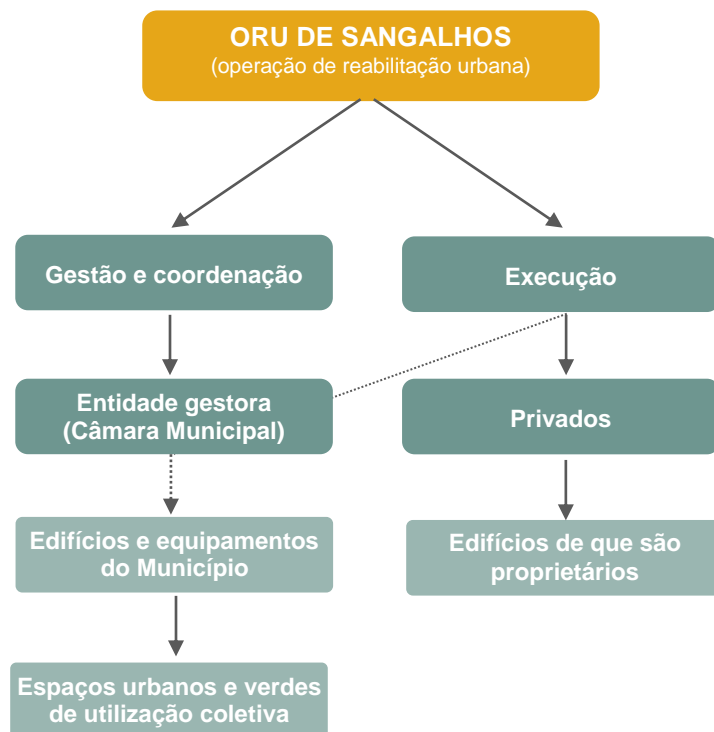 ORU DE SANGALHOS
(operação de reabilitação urbana)
Gestão e coordenação
Execução
Entidade gestora
(Câmara Municipal)
Privados
Edifícios e equipamentos
do Município
Edifícios de que são
proprietários
Espaços urbanos e verdes
de utilização coletiva